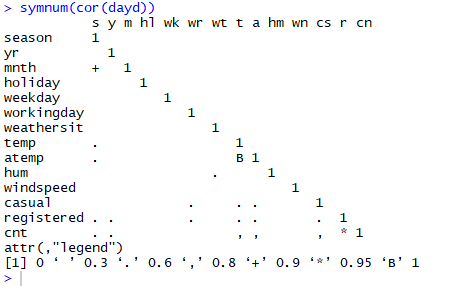 > symnum(cor(dayd))
           s y m hl wk wr wt t a hm wn cs r cn
season     1
yr           1
mnth       +   1
holiday          1
weekday             1
workingday             1
weathersit                1
temp       .                 1
atemp      .                 B 1
hum                       .      1
windspeed                           1
casual                 .     . .       1
registered . .         .     . .       . 1
cnt        . .               , ,       , * 1
attr(,"legend")
[1] 0 ‘ ’ 0.3 ‘.’ 0.6 ‘,’ 0.8 ‘+’ 0.9 ‘*’ 0.95 ‘B’ 1
>